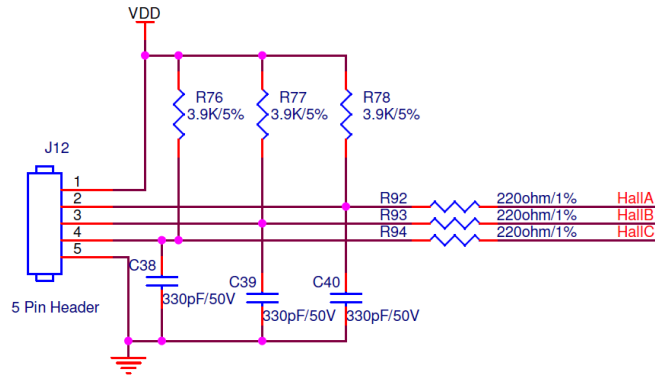 VDD
R76
3.9K/5%
R77
3.9K/5%
R78
3.9K/5%
J12
1
2
3
4
5
R92
220ohm/1%
HallA
R93
220ohm/1%
HallB
R94
220ohm/1%
HallC
C38
330pF/50V
C39
330pF/50V
C40
330pF/50V
5 Pin Header